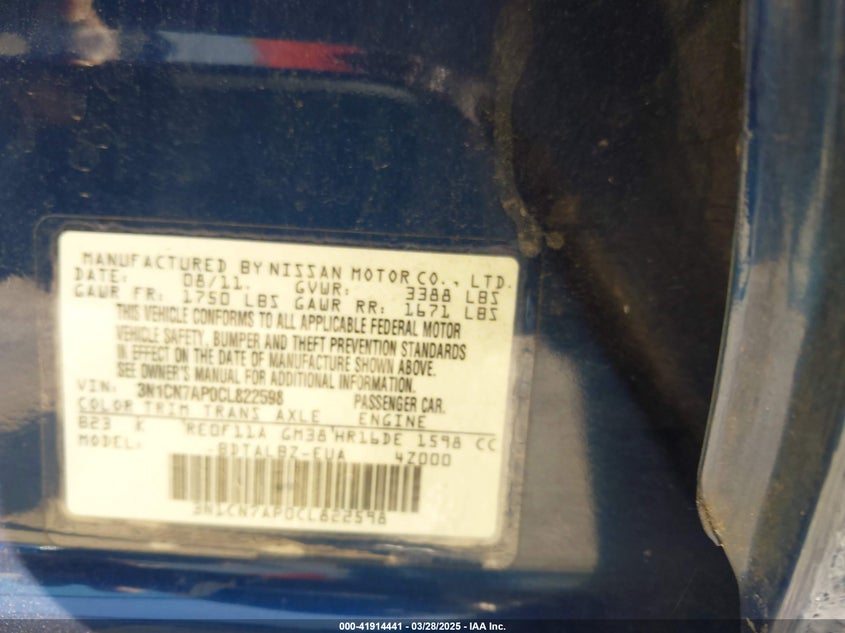 MANUFACTURED BY NISSAN MOTOR CO., LTD.
DATE: 08/11. GVWR: 3388 LBS
GAWR FR: 1750 LBS GAWR RR: 1671 LBS
THIS VEHICLE CONFORMS TO ALL APPLICABLE FEDERAL MOTOR
VEHICLE SAFETY, BUMPER AND THEFT PREVENTION STANDARDS
IN EFFECT ON THE DATE OF MANUFACTURE SHOWN ABOVE.
SEE OWNER'S MANUAL FOR ADDITIONAL INFORMATION.
VIN: 3N1CN7AP0CL822598 PASSENGER CAR.
COLOR TRIM TRANS AXLE ENGINE
B23 K RE0F11A GM38 HR16DE 1598 CC
MODEL: BDTALBZ-EUA 4Z000
3N1CN7AP0CL822598
000-41914441 - 03/28/2025 - IAA Inc.